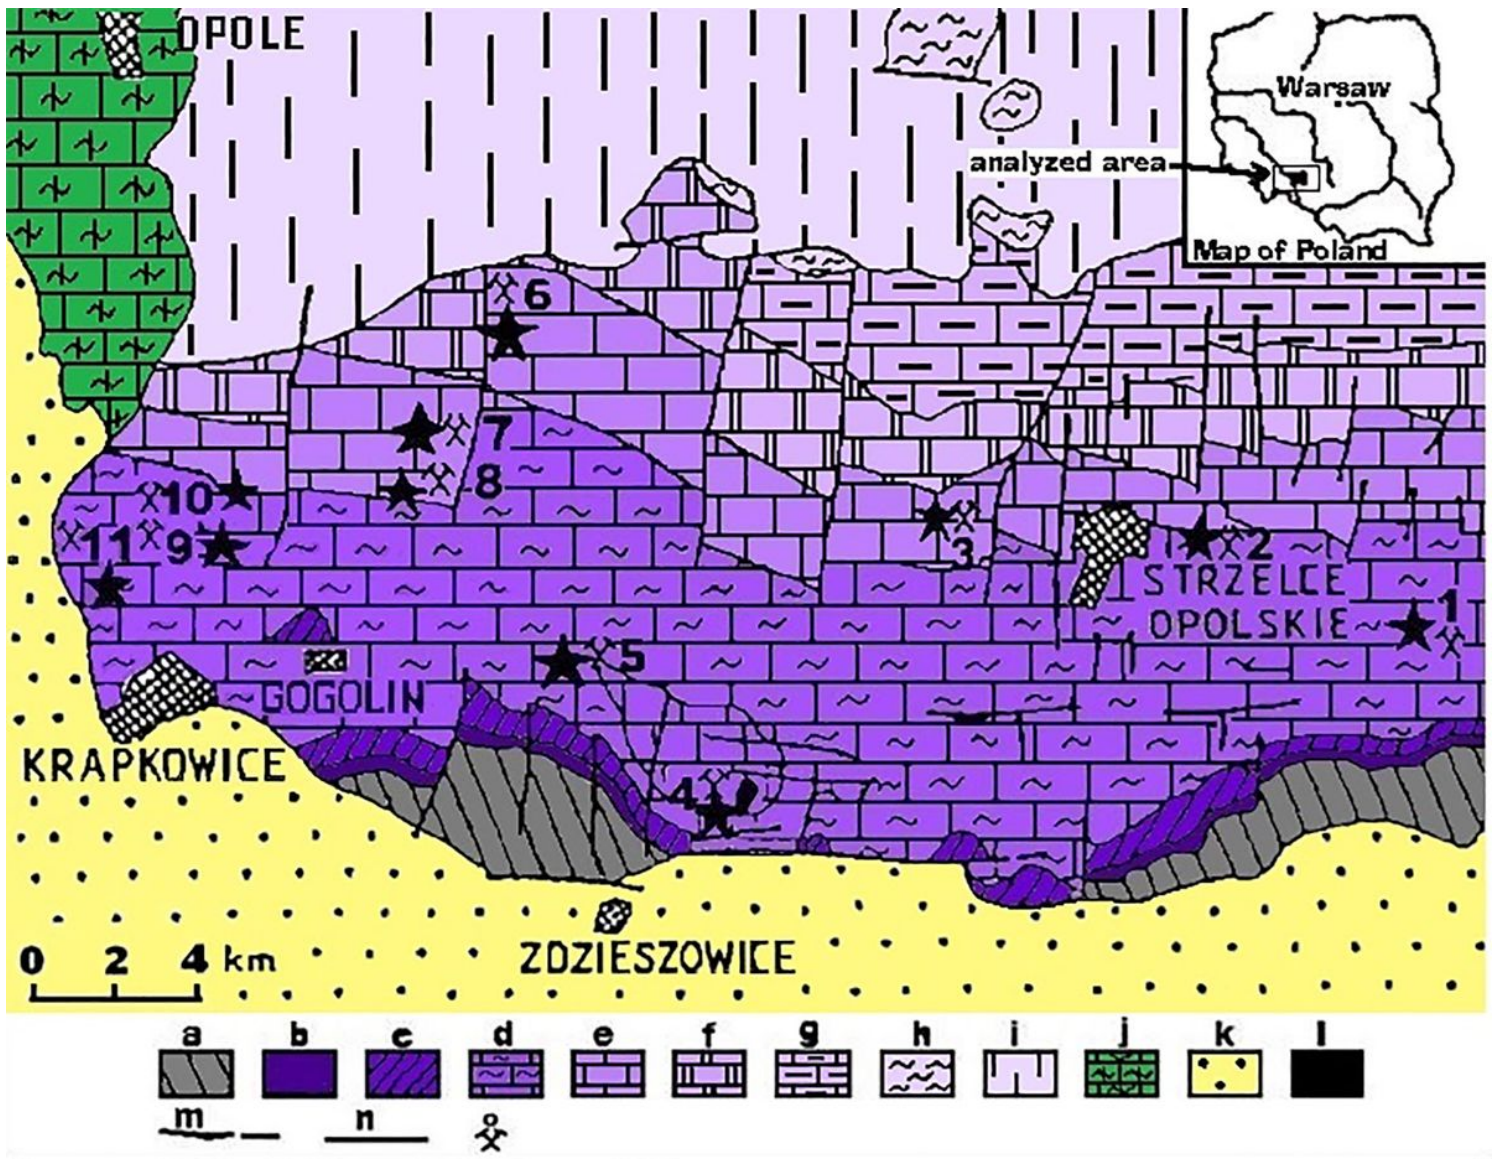 OPOLE
Warsaw
analyzed area
Map of Poland
6
7
8
10
11 9
3
2
STRZELCE
OPOLSKIE
1
5
GOGOLIN
KRAPKOWICE
4
ZDZIESZOWICE
0 2 4 km
a b c d e f g h i j k l
m n o